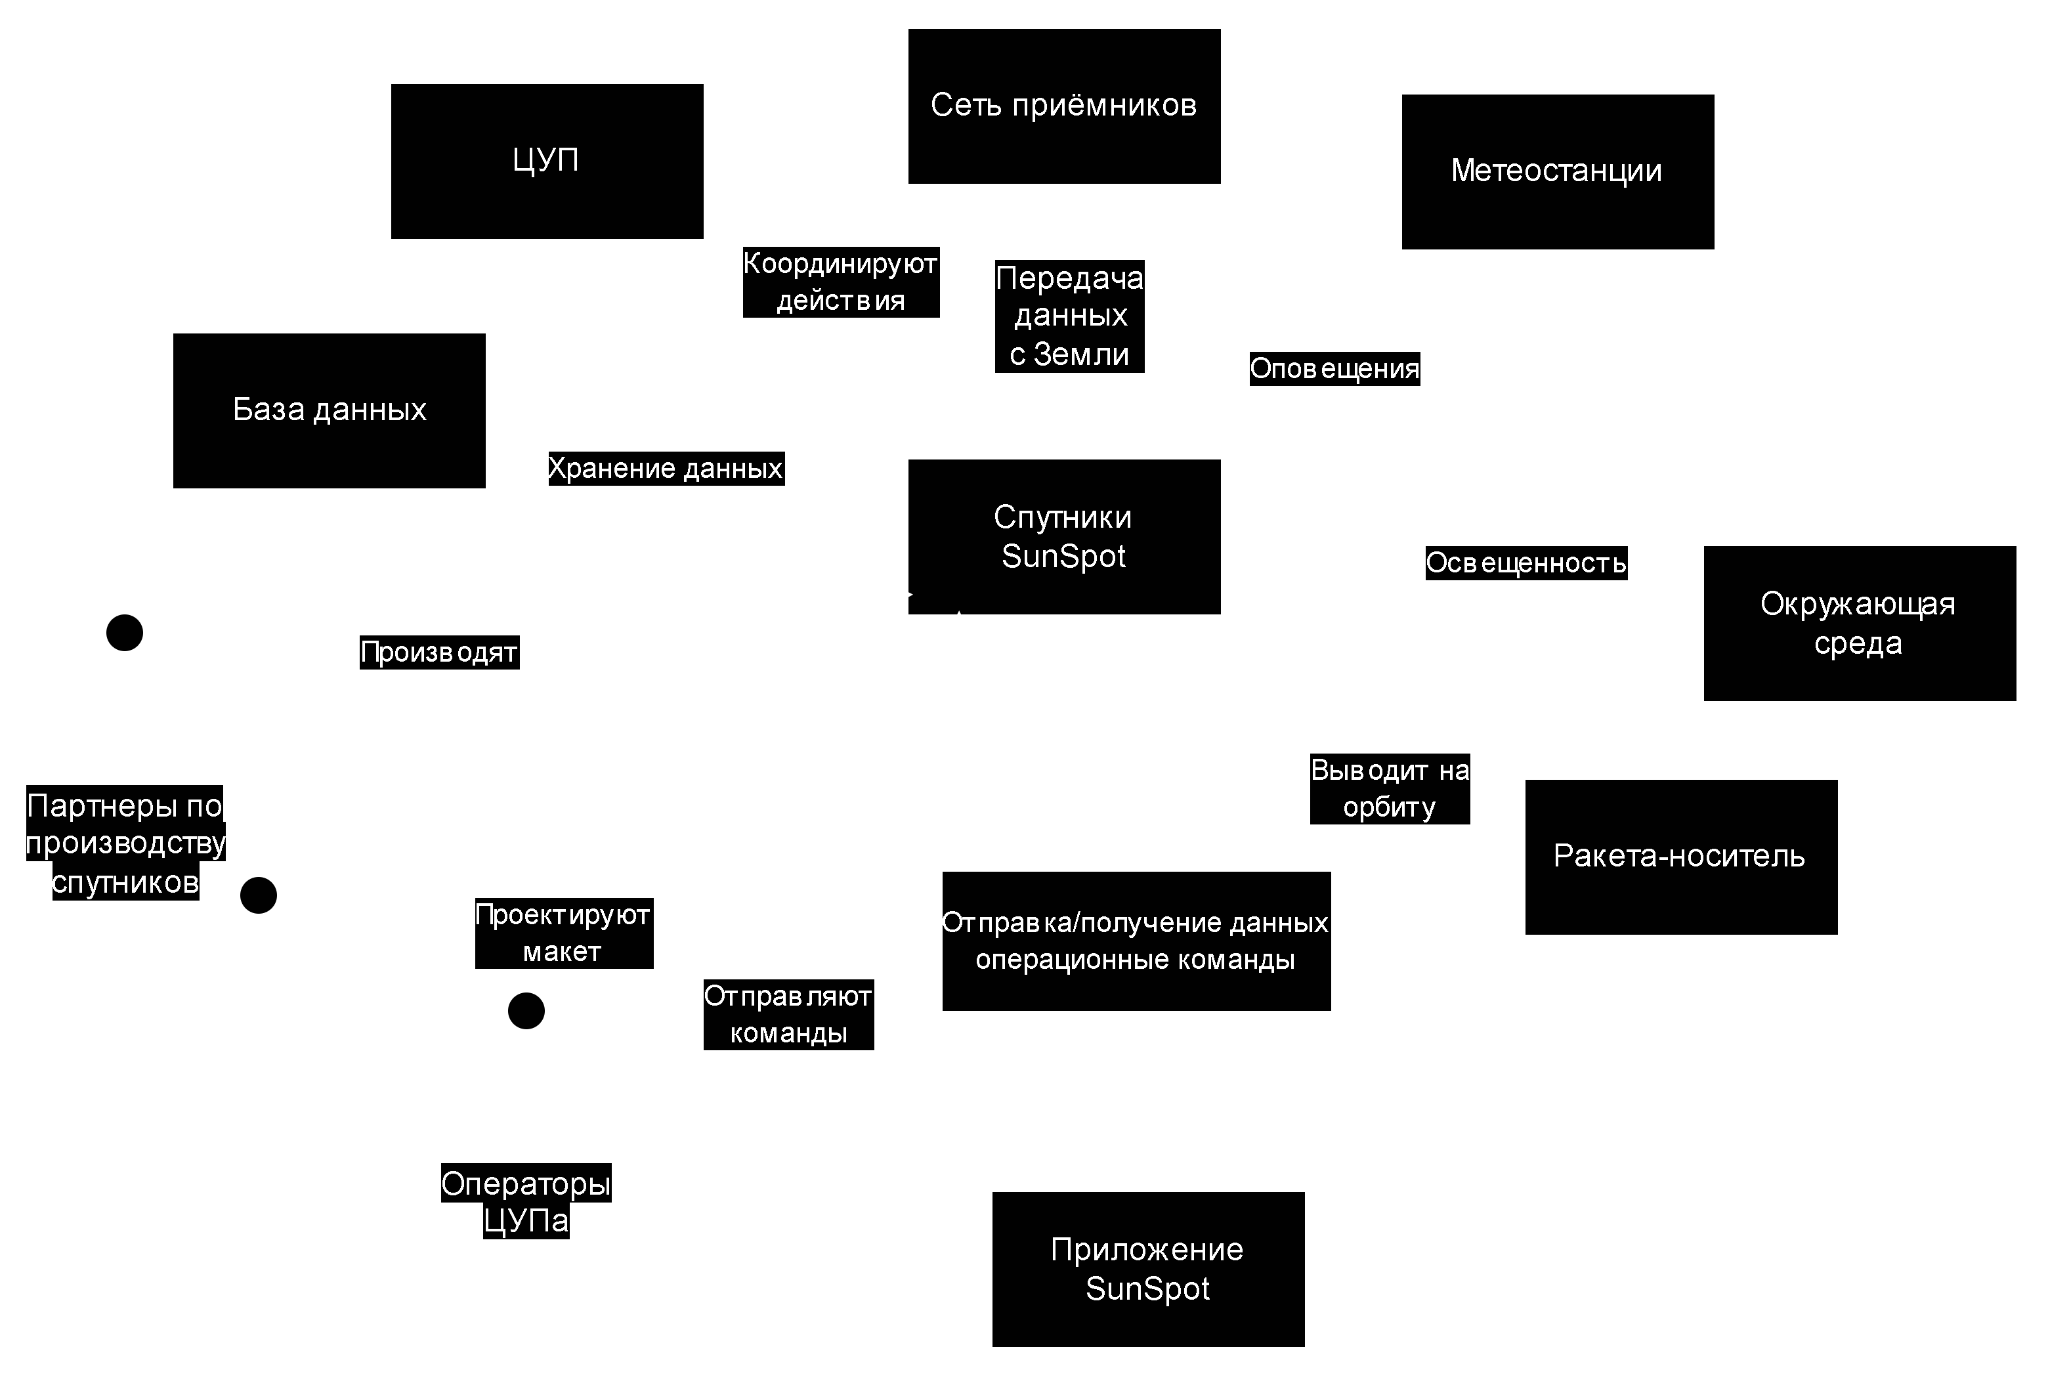 Сеть приёмников
ЦУП
Метеостанции
Координируют
действия
Передача
данных
с Земли
Оповещения
База данных
Хранение данных
Спутники
SunSpot
Освещенность
Окружающая
среда
Производят
Выводит на
орбиту
Партнеры по
производству
спутников
Ракета-носитель
Проектируют
макет
Отправка/получение данных
операционные команды
Отправляют
команды
Операторы
ЦУПа
Приложение
SunSpot